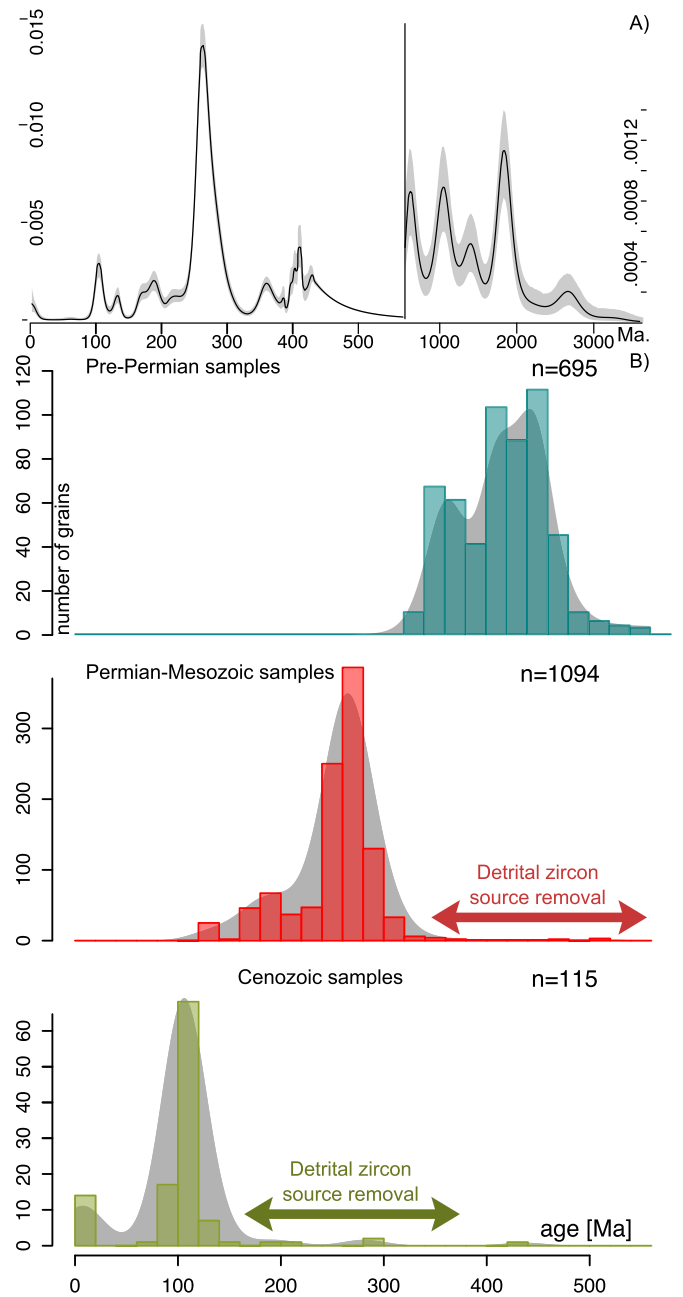 A)
0.015
0.010
0.005
.0012
.0008
.0004
0 100 200 300 400 500 1000 2000 3000 Ma.
B)
Pre-Permian samples n=695
120
100
80
60
40
20
0
number of grains
Permian-Mesozoic samples n=1094
300
200
100
0
Detrital zircon
source removal
Cenozoic samples n=115
60
50
40
30
20
10
0
Detrital zircon
source removal
age [Ma]
0 100 200 300 400 500